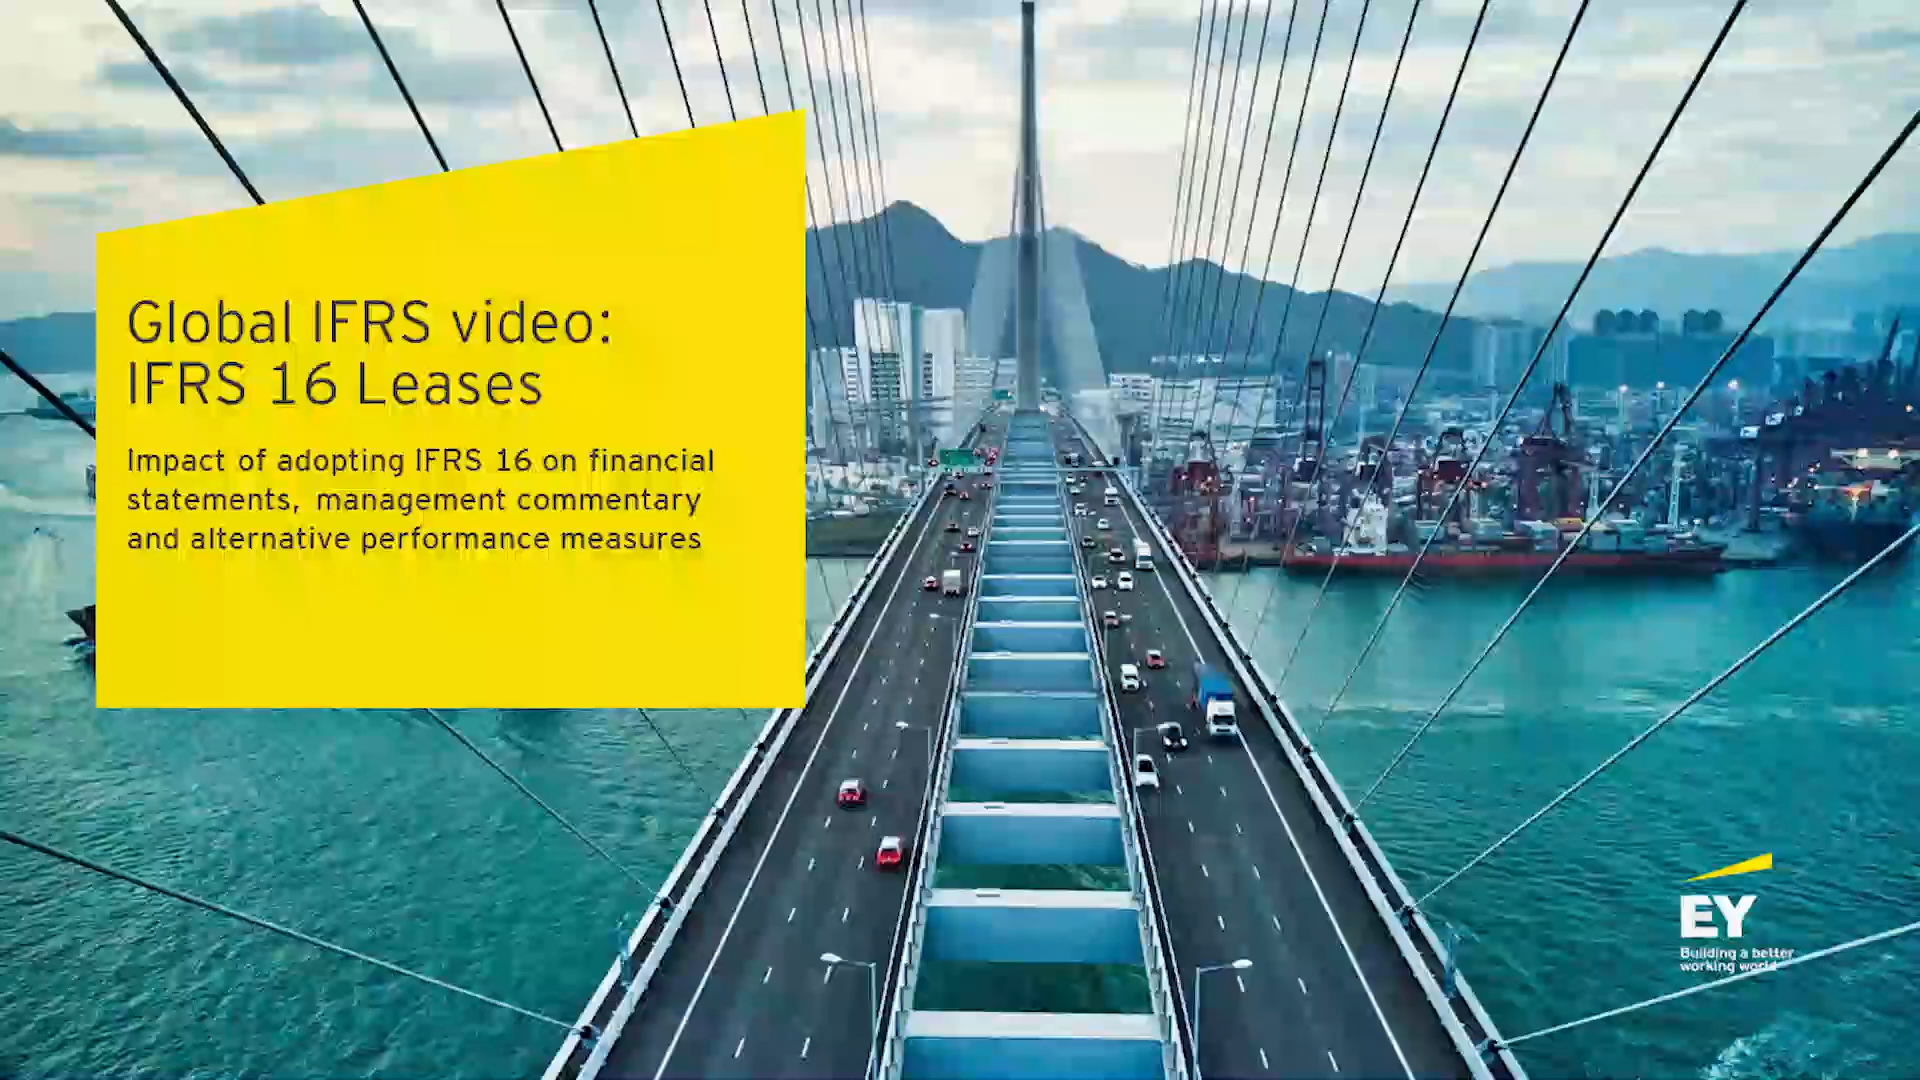 Global IFRS video:
IFRS 16 Leases
Impact of adopting IFRS 16 on financial
statements, management commentary
and alternative performance measures
EY
Building a better
working world